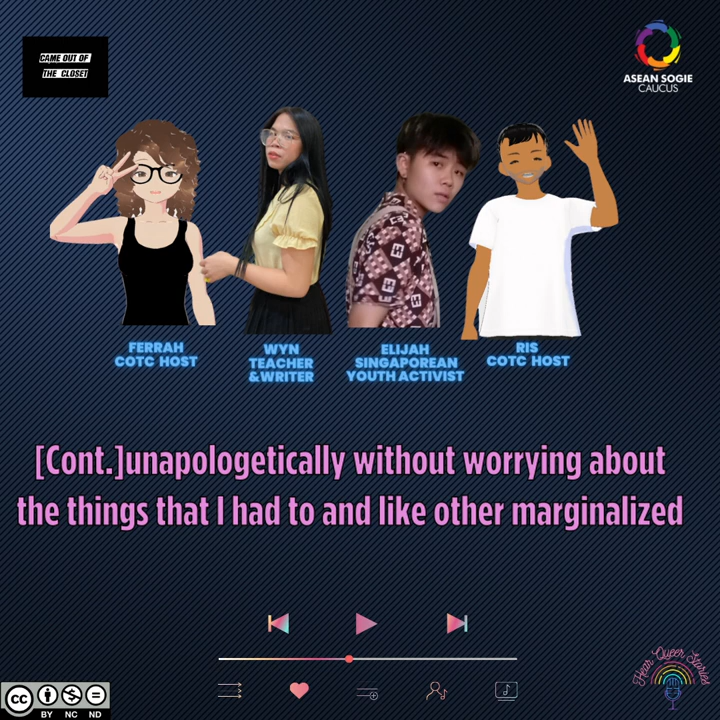 CAME OUT OF
THE CLOSET
ASEAN SOGIE
CAUCUS
FERRAH
COTC HOST
WYN
TEACHER
&WRITER
ELIJAH
SINGAPOREAN
YOUTH ACTIVIST
RIS
COTC HOST
[Cont.]unapologetically without worrying about
the things that I had to and like other marginalized
Hear Queer Stories
cc
BY NC ND